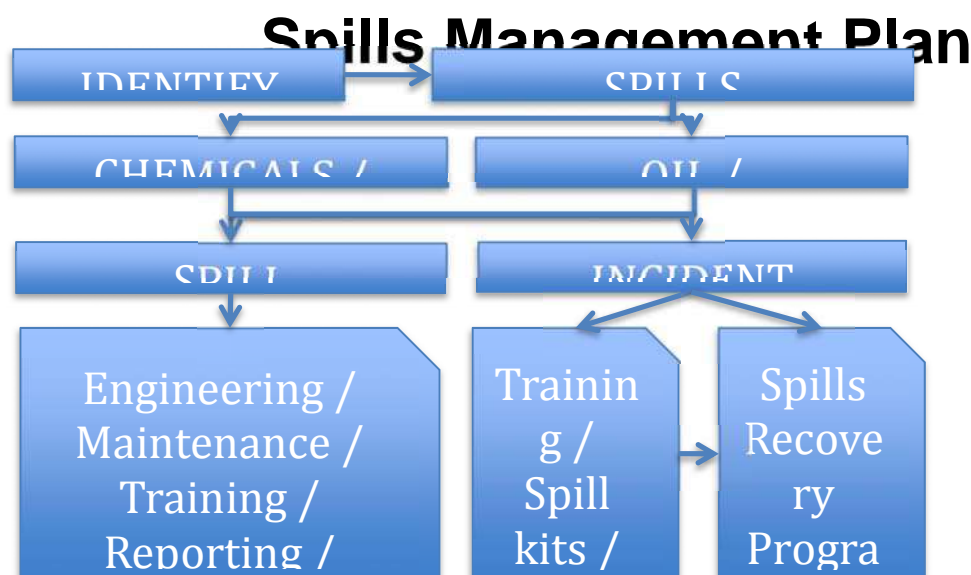 Spills Management Plan
IDENTIFY
SPILLS
CHEMICALS /
OIL /
SPILL
INCIDENT
Engineering /
Maintenance /
Training /
Reporting /
Trainin
g /
Spill
kits /
Spills
Recove
ry
Progra